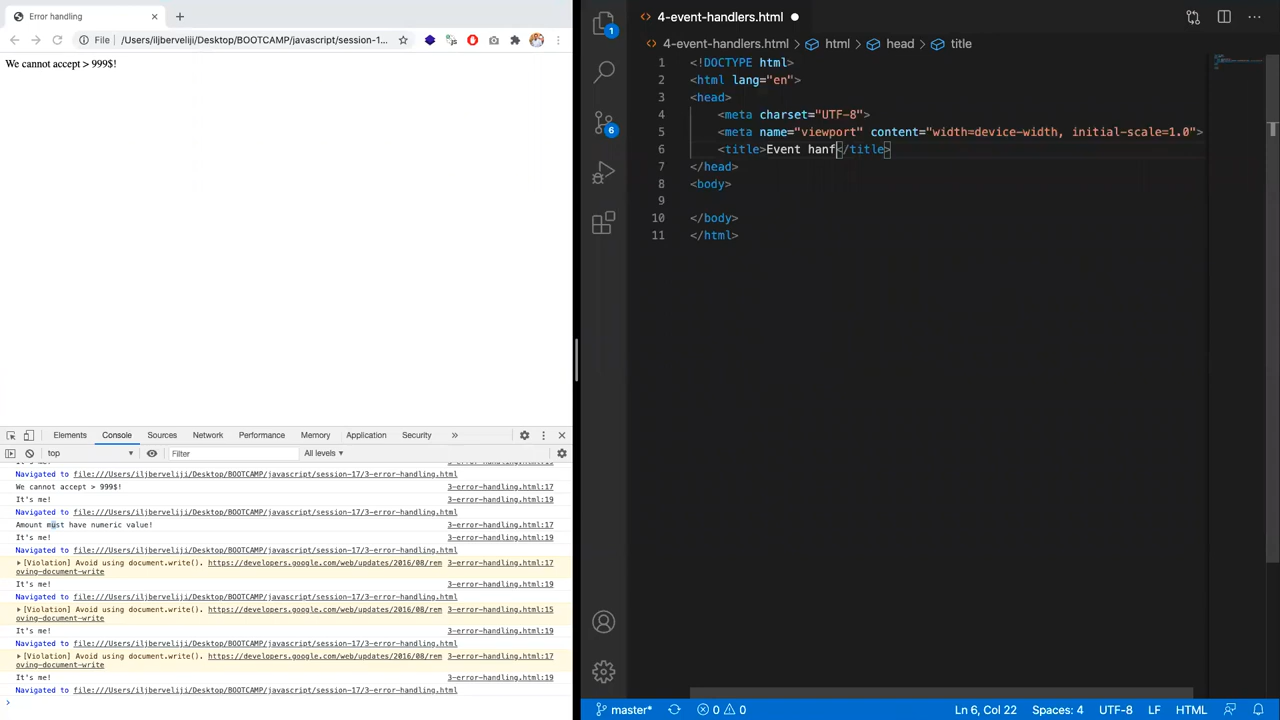 Error handling
File
/Users/iljberveliji/Desktop/BOOTCAMP/javascript/session-1...
We cannot accept > 999$!
Elements Console Sources Network Performance Memory Application Security
top Filter All levels
Navigated to file:///Users/iljberveliji/Desktop/BOOTCAMP/javascript/session-17/3-error-handling.html
We cannot accept > 999$! 3-error-handling.html:17
It's me! 3-error-handling.html:19
Navigated to file:///Users/iljberveliji/Desktop/BOOTCAMP/javascript/session-17/3-error-handling.html
Amount must have numeric value! 3-error-handling.html:17
It's me! 3-error-handling.html:19
Navigated to file:///Users/iljberveliji/Desktop/BOOTCAMP/javascript/session-17/3-error-handling.html
[Violation] Avoid using document.write(). https://developers.google.com/web/updates/2016/08/rem 3-error-handling.html:17
oving-document-write
It's me! 3-error-handling.html:19
Navigated to file:///Users/iljberveliji/Desktop/BOOTCAMP/javascript/session-17/3-error-handling.html
[Violation] Avoid using document.write(). https://developers.google.com/web/updates/2016/08/rem 3-error-handling.html:15
oving-document-write
It's me! 3-error-handling.html:19
Navigated to file:///Users/iljberveliji/Desktop/BOOTCAMP/javascript/session-17/3-error-handling.html
[Violation] Avoid using document.write(). https://developers.google.com/web/updates/2016/08/rem 3-error-handling.html:17
oving-document-write
It's me! 3-error-handling.html:19
Navigated to file:///Users/iljberveliji/Desktop/BOOTCAMP/javascript/session-17/3-error-handling.html
1
6
4-event-handlers.html
4-event-handlers.html > html > head > title
1 <!DOCTYPE html>
2 <html lang="en">
3 <head>
4 <meta charset="UTF-8">
5 <meta name="viewport" content="width=device-width, initial-scale=1.0">
6 <title>Event hanf</title>
7 </head>
8 <body>
9
10 </body>
11 </html>
master* 0 0 Ln 6, Col 22 Spaces: 4 UTF-8 LF HTML